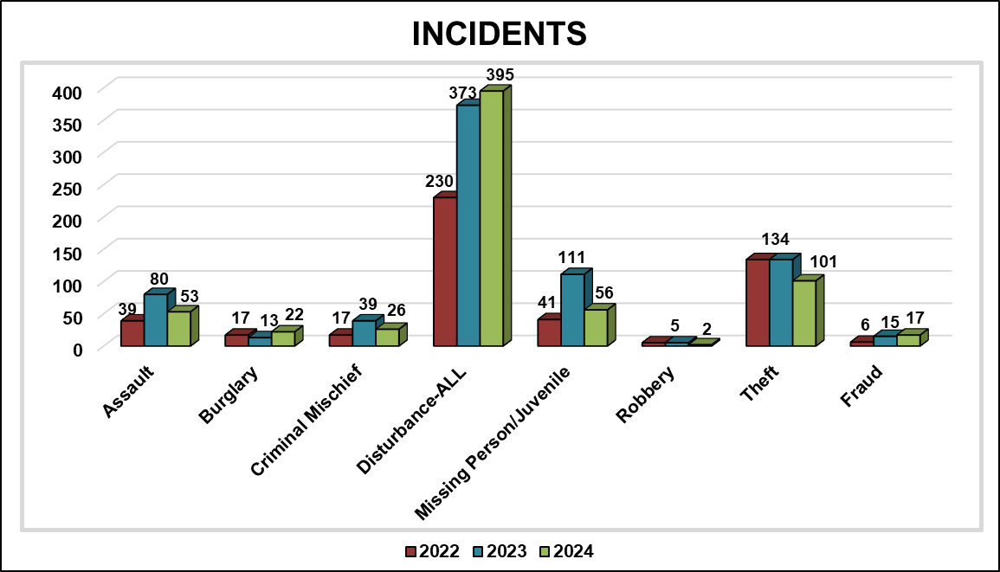 INCIDENTS
400
350
300
250
200
150
100
50
0
39 80 53
17 13 22
17 39 26
230 373 395
41 111 56
5 2
134 101
6 15 17
Assault
Burglary
Criminal Mischief
Disturbance-ALL
Missing Person/Juvenile
Robbery
Theft
Fraud
2022 2023 2024